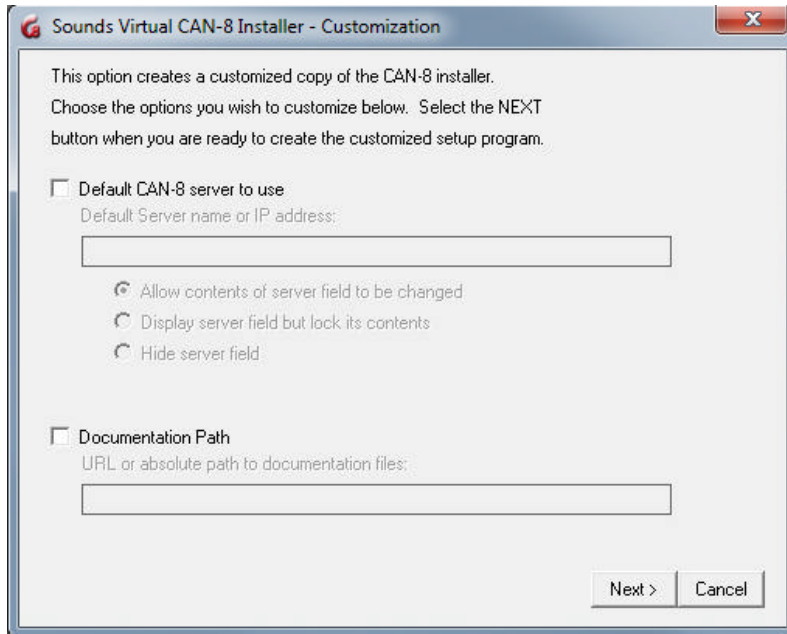 Sounds Virtual CAN-8 Installer - Customization
This option creates a customized copy of the CAN-8 installer.
Choose the options you wish to customize below. Select the NEXT
button when you are ready to create the customized setup program.
Default CAN-8 server to use
Default Server name or IP address:
Allow contents of server field to be changed
Display server field but lock its contents
Hide server field
Documentation Path
URL or absolute path to documentation files:
Next > Cancel